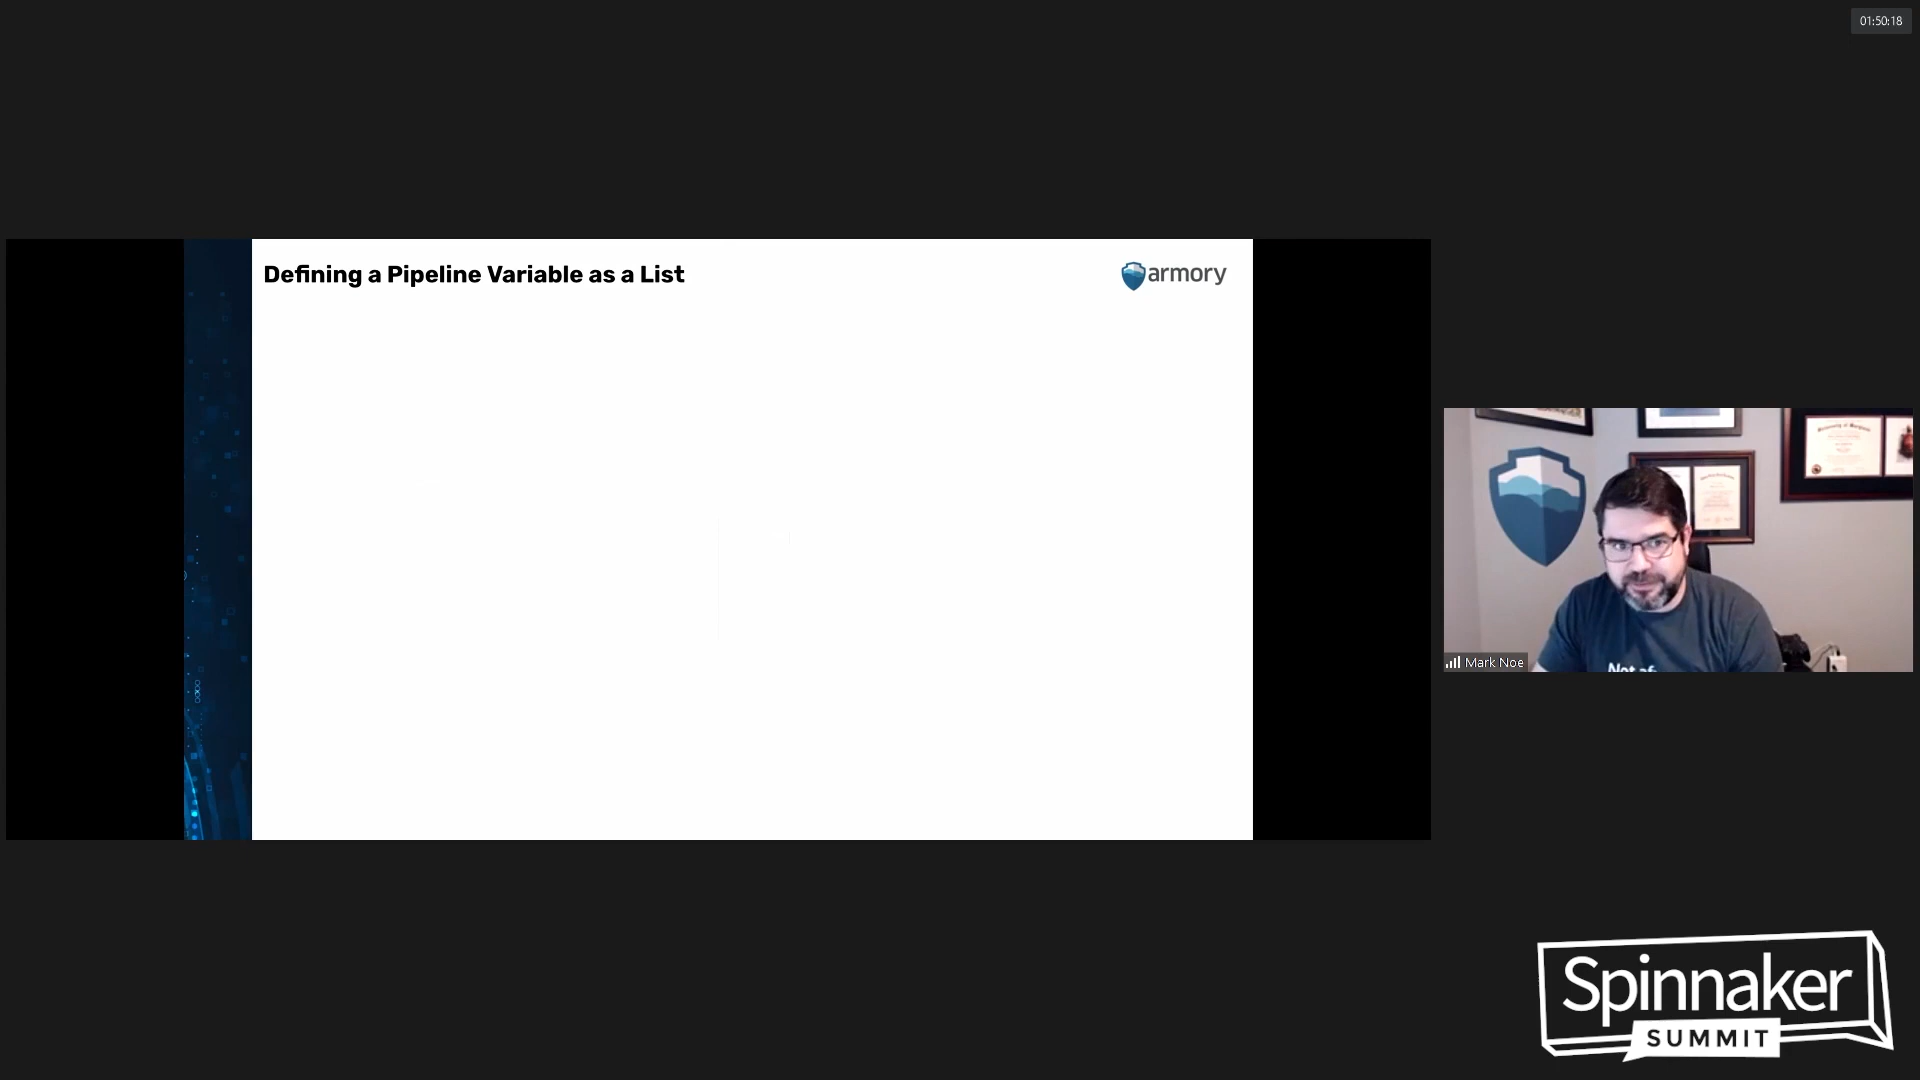 01:50:18
Defining a Pipeline Variable as a List
armory
Mark Noe
Spinnaker
SUMMIT